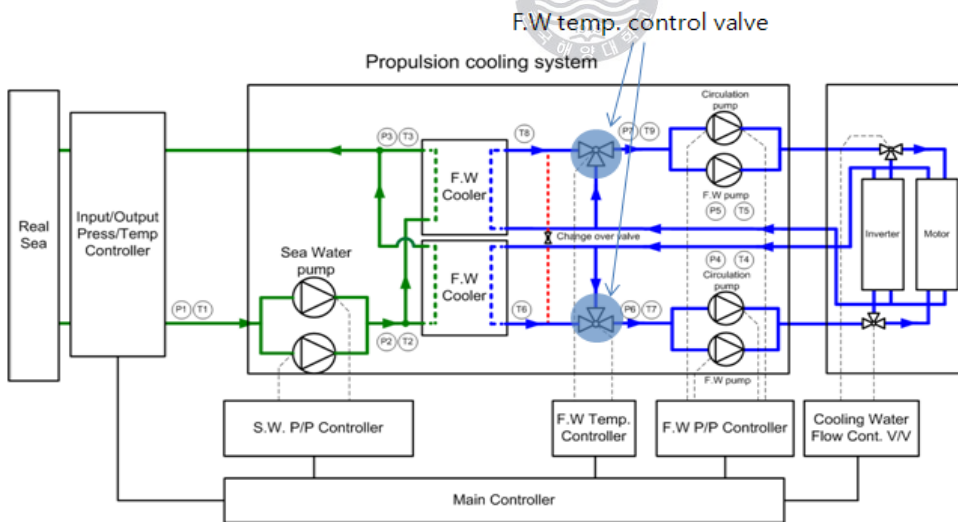 F.W temp. control valve
Propulsion cooling system
Circulation
pump
P3 T3
T8
P7 T9
F.W
Cooler
F.W pump
P5 T5
Real
Sea
Input/Output
Press/Temp
Controller
Inverter
Motor
Change over valve
Sea Water
pump
F.W
Cooler
P4 T4
Circulation
pump
P1 T1
T6
P6 T7
P2 T2
F.W pump
S.W. P/P Controller
F.W Temp.
Controller
F.W P/P Controller
Cooling Water
Flow Cont. V/V
Main Controller